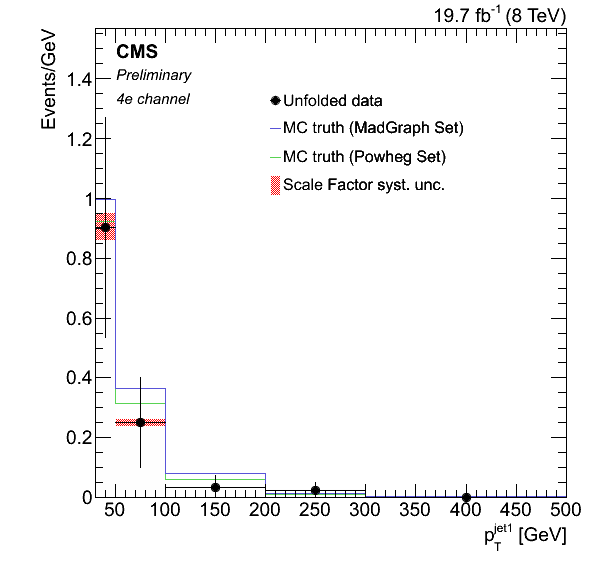 19.7 fb⁻¹ (8 TeV)
Events/GeV
CMS
Preliminary
4e channel
Unfolded data
MC truth (MadGraph Set)
MC truth (Powheg Set)
Scale Factor syst. unc.
1.4
1.2
1
0.8
0.6
0.4
0.2
0
50 100 150 200 250 300 350 400 450 500
p_T^jet1 [GeV]